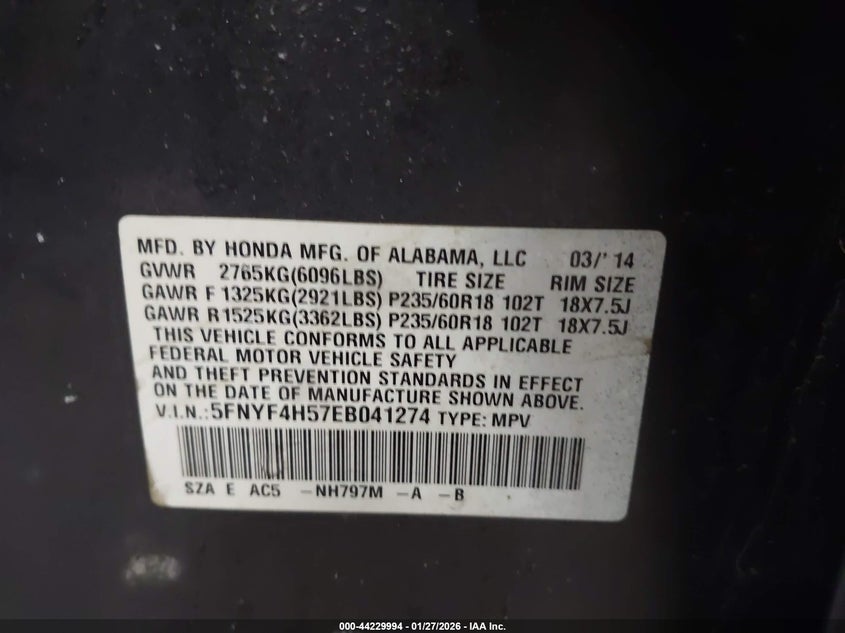 MFD. BY HONDA MFG. OF ALABAMA, LLC 03/' 14
GVWR 2765KG(6096LBS) TIRE SIZE RIM SIZE
GAWR F 1325KG(2921LBS) P235/60R18 102T 18X7.5J
GAWR R1525KG(3362LBS) P235/60R18 102T 18X7.5J
THIS VEHICLE CONFORMS TO ALL APPLICABLE
FEDERAL MOTOR VEHICLE SAFETY
AND THEFT PREVENTION STANDARDS IN EFFECT
ON THE DATE OF MANUFACTURE SHOWN ABOVE.
V.I.N.:5FNYF4H57EB041274 TYPE: MPV
SZA E AC5 -NH797M -A -B
000-44229994 - 01/27/2026 - IAA Inc.